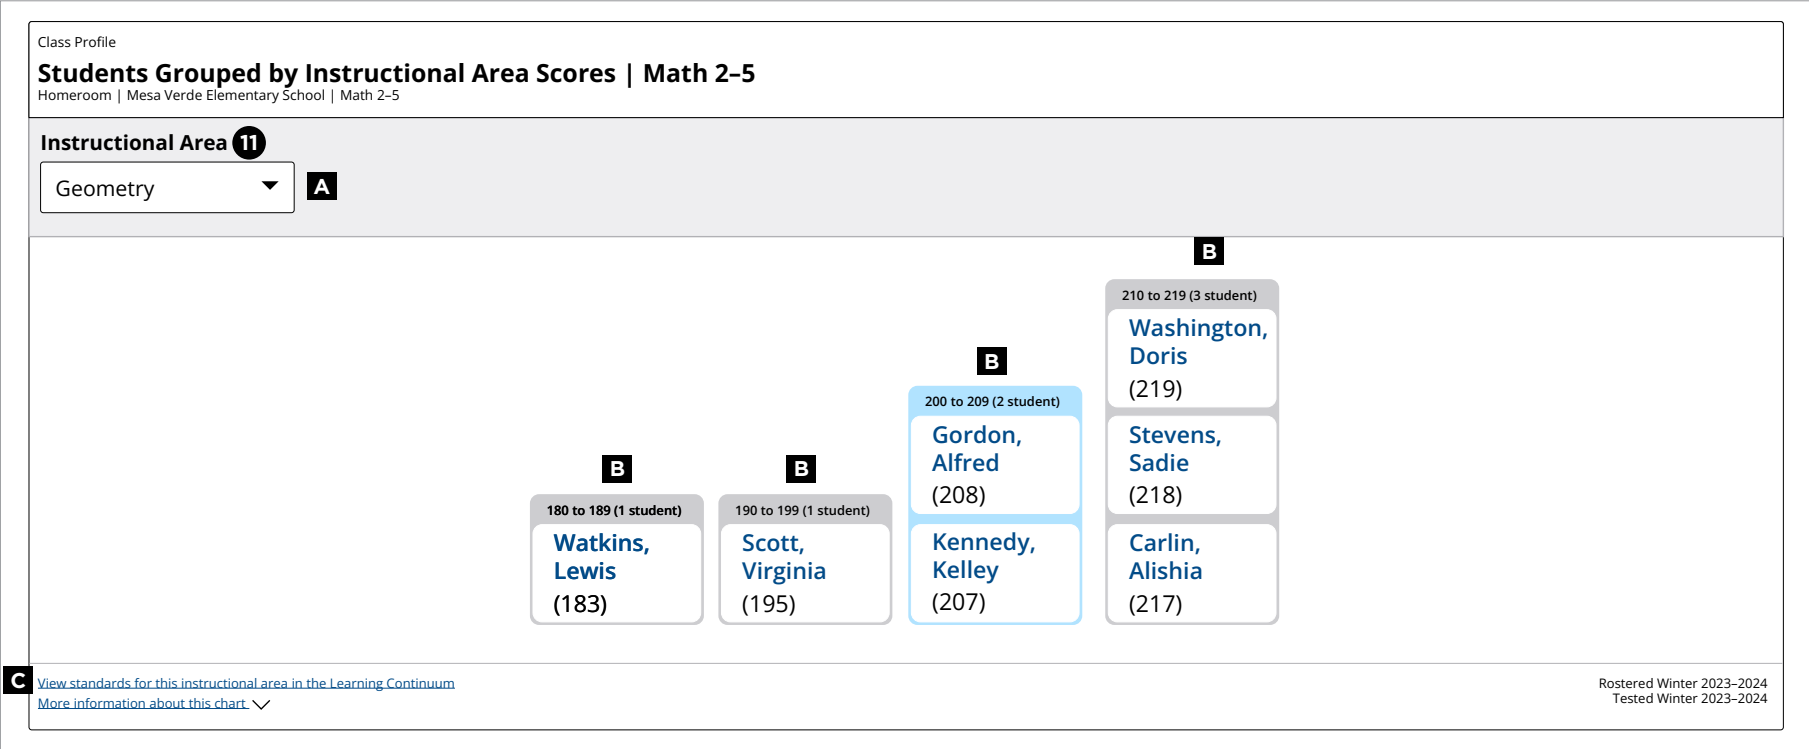 Class Profile
Students Grouped by Instructional Area Scores | Math 2–5
Homeroom | Mesa Verde Elementary School | Math 2–5
Instructional Area 11
Geometry
A
B
210 to 219 (3 student)
Washington,
Doris
(219)
Stevens,
Sadie
(218)
Carlin,
Alishia
(217)
B
200 to 209 (2 student)
Gordon,
Alfred
(208)
Kennedy,
Kelley
(207)
B
180 to 189 (1 student)
Watkins,
Lewis
(183)
B
190 to 199 (1 student)
Scott,
Virginia
(195)
C
View standards for this instructional area in the Learning Continuum
More information about this chart
Rostered Winter 2023–2024
Tested Winter 2023–2024